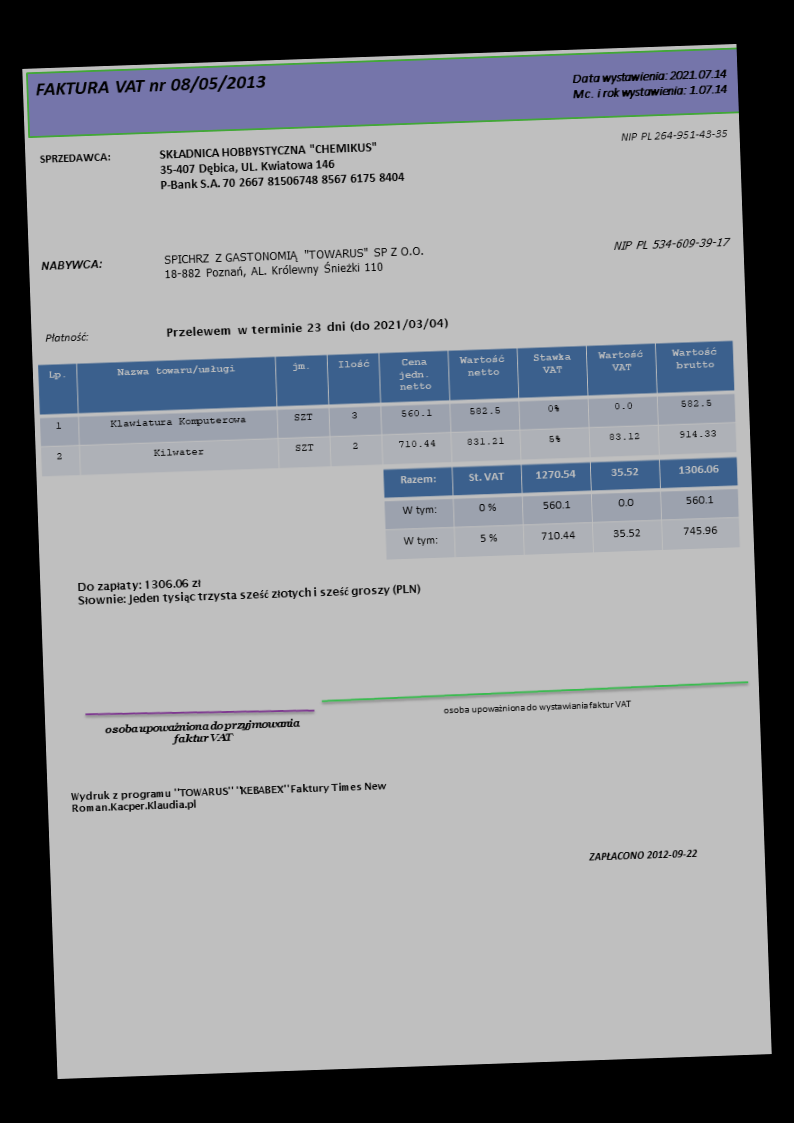 FAKTURA VAT nr 08/05/2013
Data wystawienia: 2021.07.14
Mc. i rok wystawienia: 1.07.14
SPRZEDAWCA:
SKŁADNICA HOBBYSTYCZNA "CHEMIKUS"
35-407 Dębica, UL. Kwiatowa 146
P-Bank S.A. 70 2667 81506748 8567 6175 8404
NIP PL 264-951-43-35
NABYWCA:
SPICHRZ Z GASTONOMIĄ "TOWARUS" SP Z O.O.
18-882 Poznań, AL. Królewny Śnieżki 110
NIP PL 534-609-39-17
Płatność:
Przelewem w terminie 23 dni (do 2021/03/04)
Lp. Nazwa towaru/usługi jm. Ilość Cena jedn. netto Wartość netto Stawka VAT Wartość VAT Wartość brutto
1 Klawiatura Komputerowa SZT 3 560.1 582.5 0% 0.0 582.5
2 Kilwater SZT 2 710.44 831.21 5% 83.12 914.33
Razem: St. VAT 1270.54 35.52 1306.06
W tym: 0 % 560.1 0.0 560.1
W tym: 5 % 710.44 35.52 745.96
Do zapłaty: 1306.06 zł
Słownie: Jeden tysiąc trzysta sześć złotych i sześć groszy (PLN)
osoba upoważniona do przyjmowania
faktur VAT
osoba upoważniona do wystawiania faktur VAT
Wydruk z programu "TOWARUS" "KEBABEX" Faktury Times New
Roman.Kacper.Klaudia.pl
ZAPŁACONO 2012-09-22